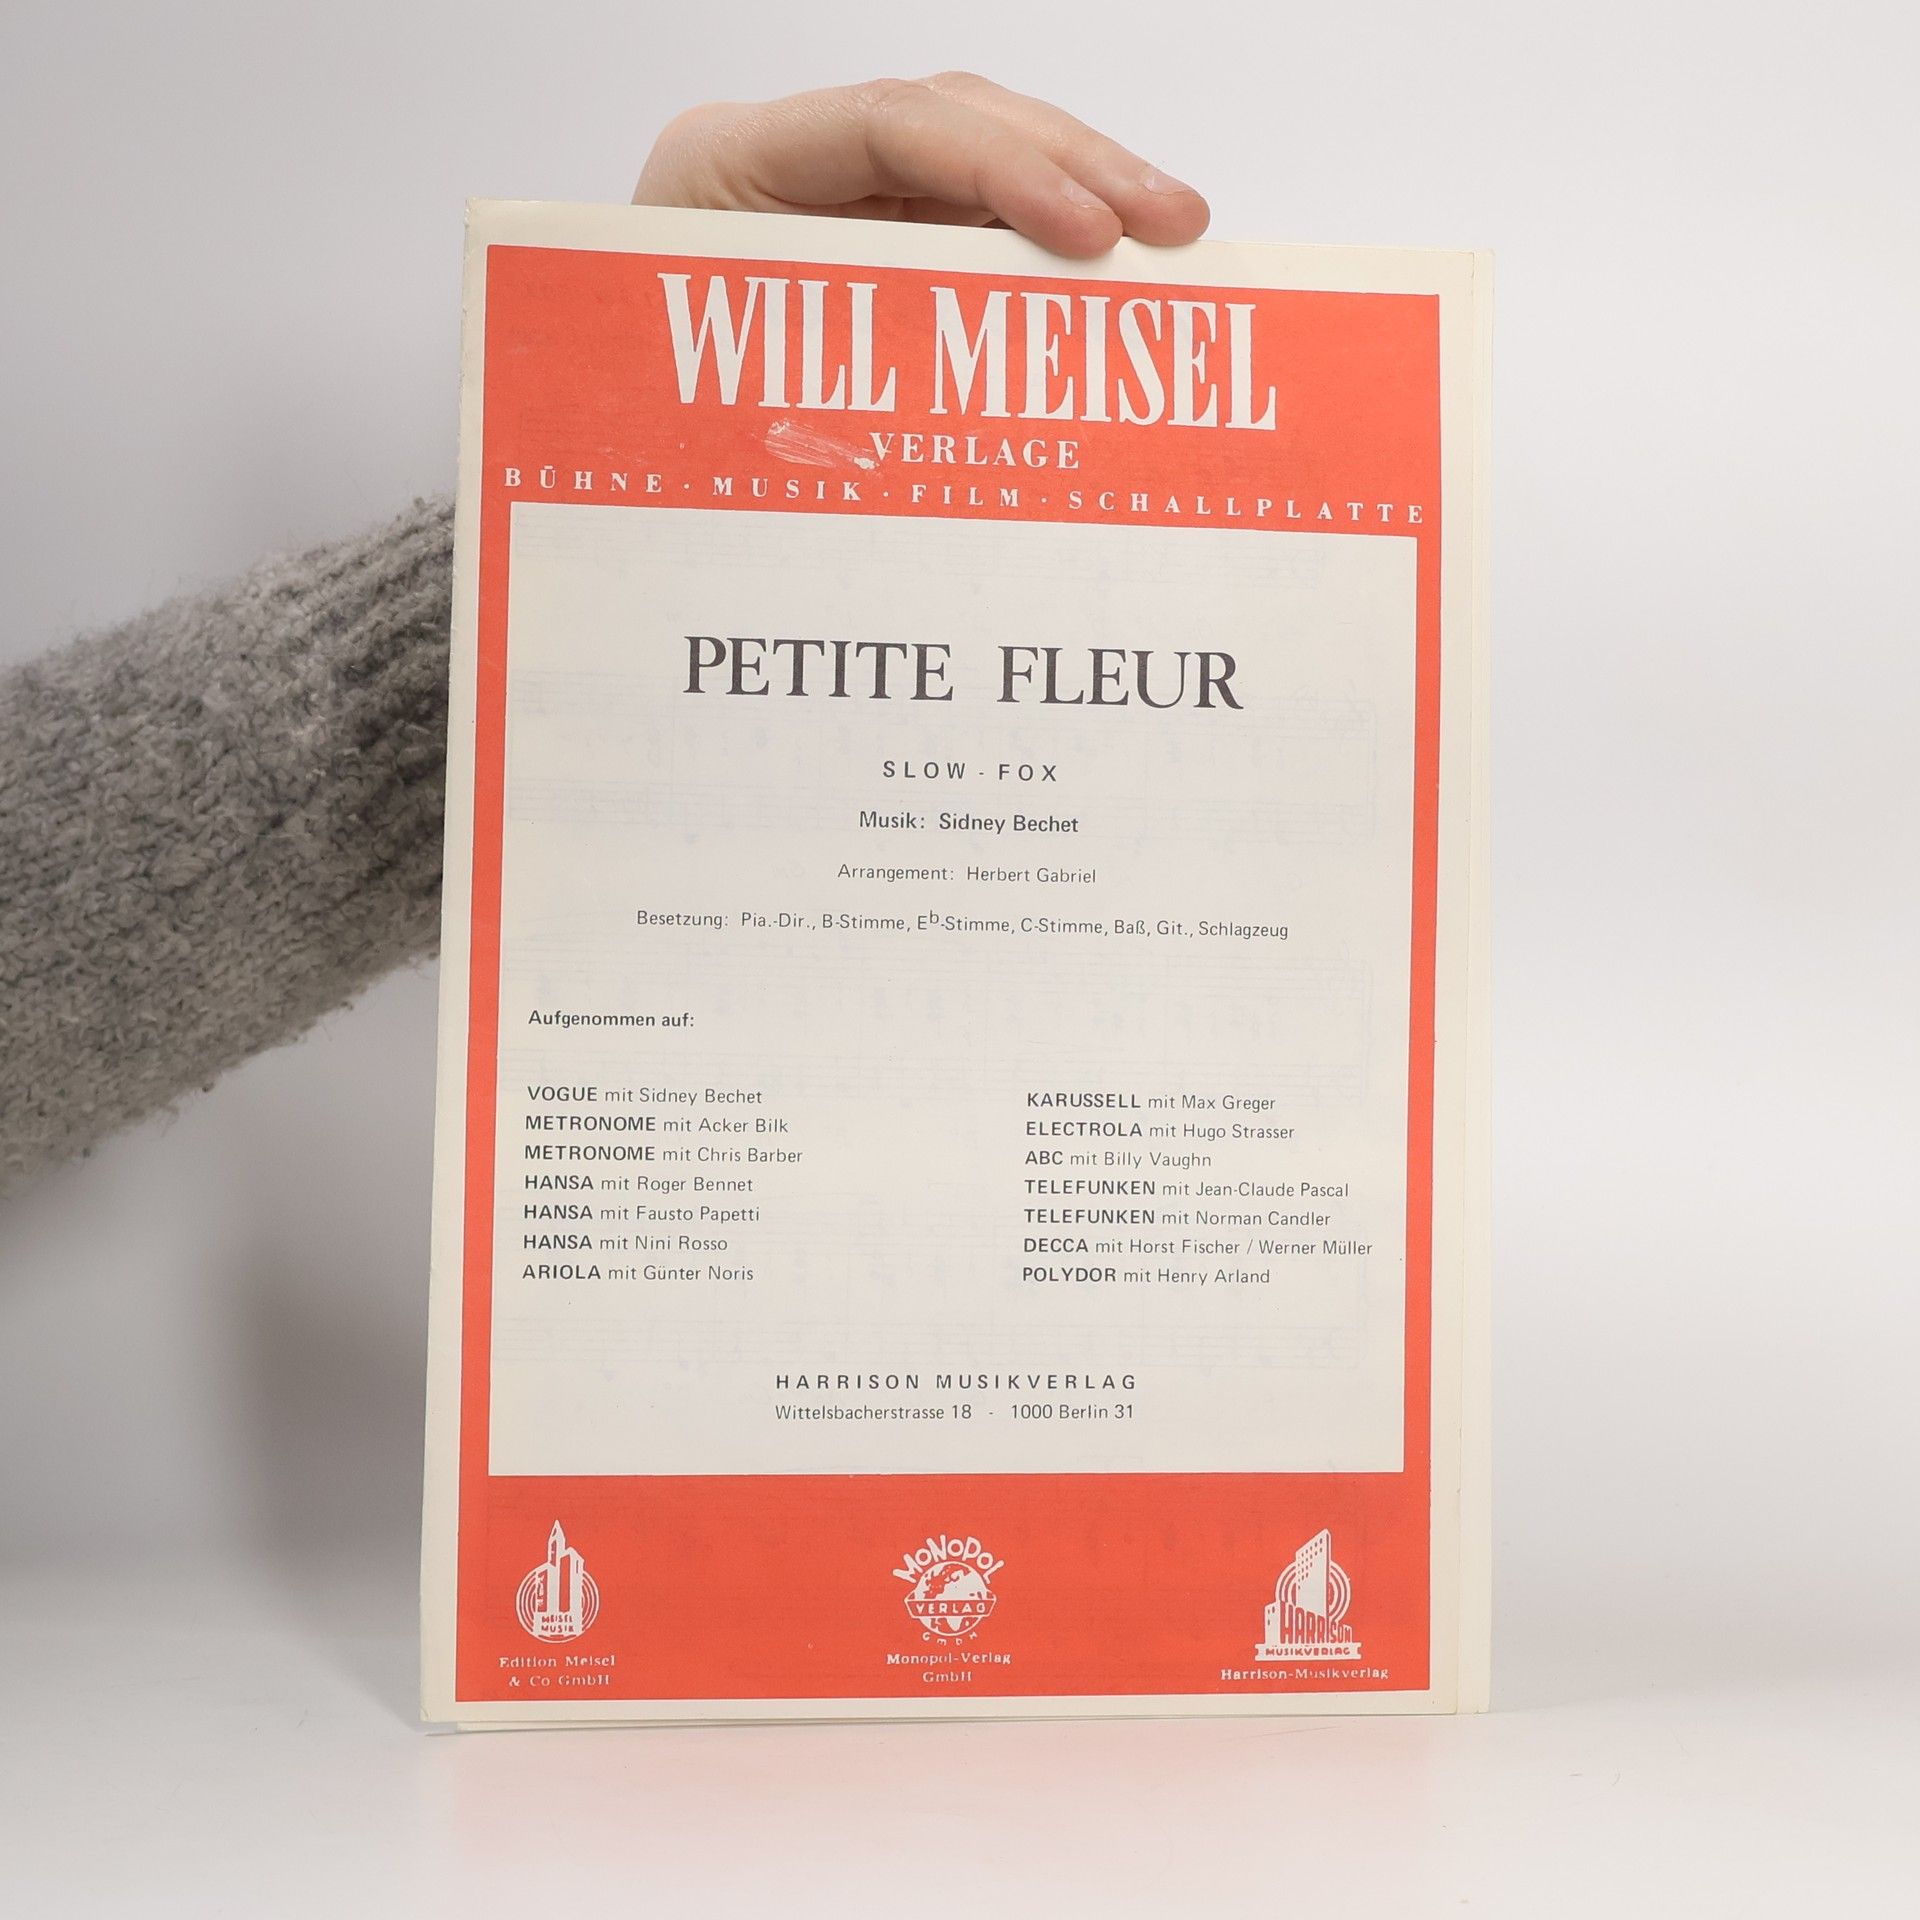 WILL MEISEL
VERLAGE
BÜHNE · MUSIK · FILM · SCHALLPLATTE
PETITE FLEUR
SLOW - FOX
Musik: Sidney Bechet
Arrangement: Herbert Gabriel
Besetzung: Pia.-Dir., B-Stimme, Eb-Stimme, C-Stimme, Baß, Git., Schlagzeug
Aufgenommen auf:
VOGUE mit Sidney Bechet
METRONOME mit Acker Bilk
METRONOME mit Chris Barber
HANSA mit Roger Bennet
HANSA mit Fausto Papetti
HANSA mit Nini Rosso
ARIOLA mit Günter Noris
KARUSSELL mit Max Greger
ELECTROLA mit Hugo Strasser
ABC mit Billy Vaughn
TELEFUNKEN mit Jean-Claude Pascal
TELEFUNKEN mit Norman Candler
DECCA mit Horst Fischer / Werner Müller
POLYDOR mit Henry Arland
HARRISON MUSIKVERLAG
Wittelsbacherstrasse 18 - 1000 Berlin 31
MEISEL
MUSIK
Edition Meisel
& Co GmbH
MONOPOL
VERLAG
GMBH
Monopol-Verlag
GmbH
HARRISON
MUSIKVERLAG
Harrison-Musikverlag